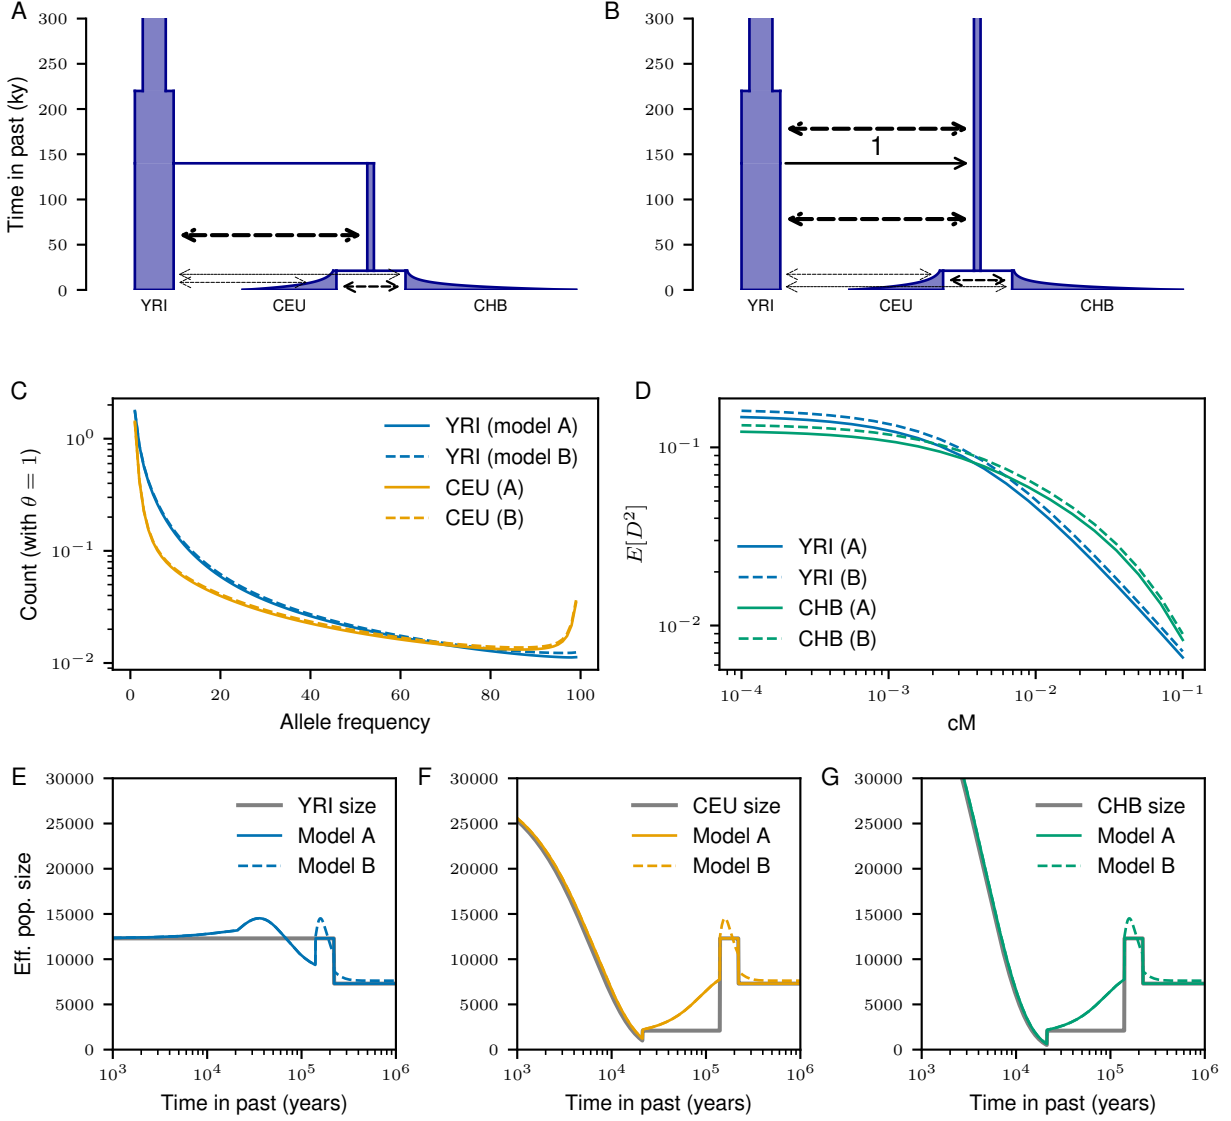 A
B
300
250
200
150
100
50
0
Time in past (ky)
YRI
CEU
CHB
300
250
200
150
100
50
0
1
YRI
CEU
CHB
C
D
10^0
10^{-1}
10^{-2}
Count (with θ = 1)
YRI (model A)
YRI (model B)
CEU (A)
CEU (B)
0 20 40 60 80 100
Allele frequency
10^{-1}
10^{-2}
E[D^2]
YRI (A)
YRI (B)
CHB (A)
CHB (B)
10^{-4} 10^{-3} 10^{-2} 10^{-1}
cM
E
30000
25000
20000
15000
10000
5000
0
Eff. pop. size
YRI size
Model A
Model B
10^3 10^4 10^5 10^6
Time in past (years)
F
30000
25000
20000
15000
10000
5000
0
CEU size
Model A
Model B
10^3 10^4 10^5 10^6
Time in past (years)
G
30000
25000
20000
15000
10000
5000
0
CHB size
Model A
Model B
10^3 10^4 10^5 10^6
Time in past (years)